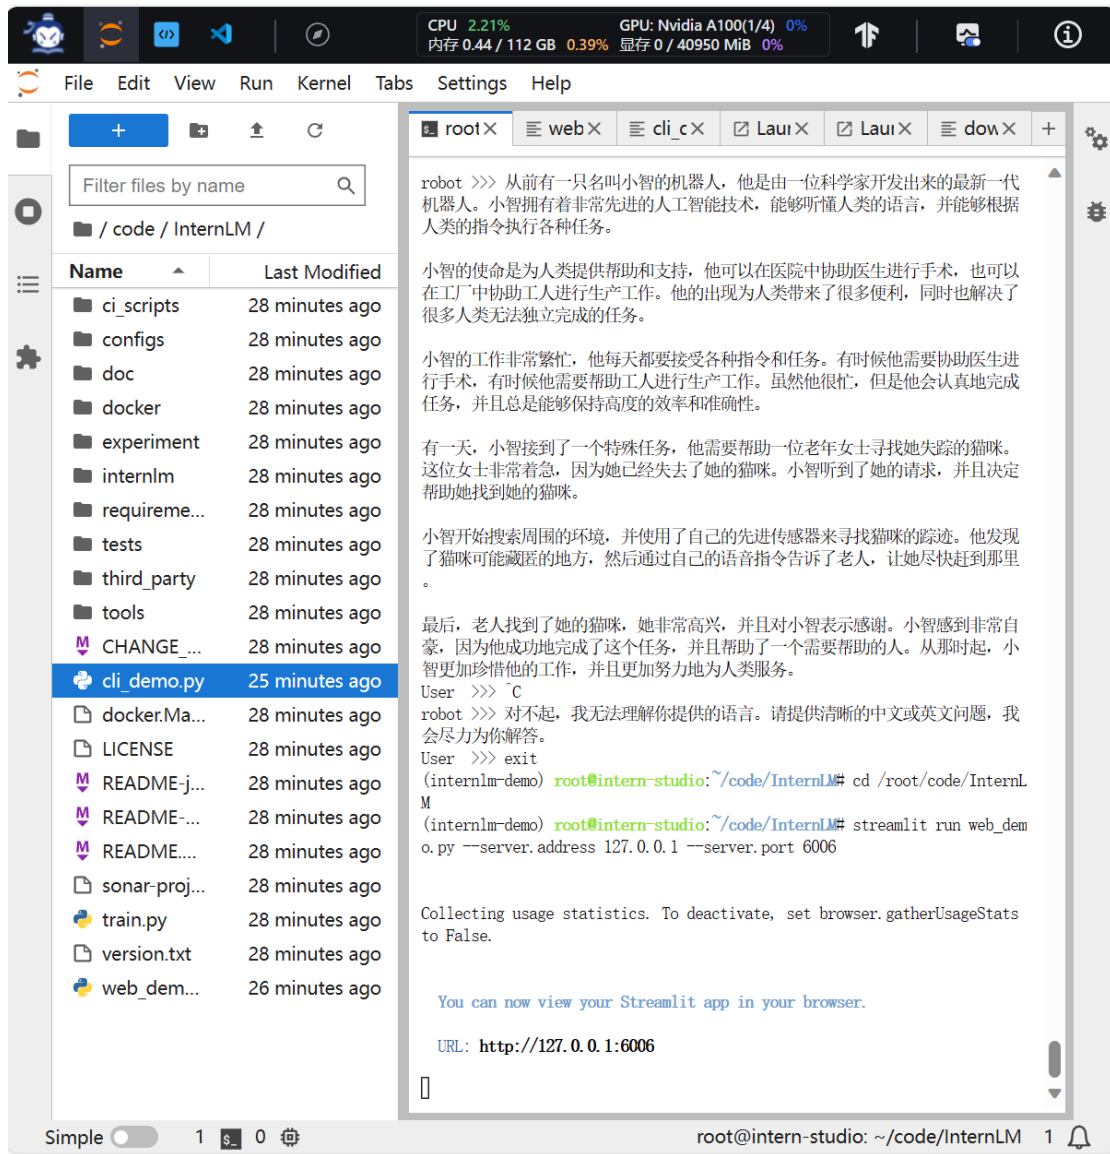 CPU 2.21% GPU: Nvidia A100(1/4) 0%
内存 0.44 / 112 GB 0.39% 显存 0 / 40950 MiB 0%
File Edit View Run Kernel Tabs Settings Help
+
root web cli_c Laur Laur dow +
Filter files by name
/ code / InternLM /
Name Last Modified
ci_scripts 28 minutes ago
configs 28 minutes ago
doc 28 minutes ago
docker 28 minutes ago
experiment 28 minutes ago
internlm 28 minutes ago
requireme... 28 minutes ago
tests 28 minutes ago
third_party 28 minutes ago
tools 28 minutes ago
CHANGE_... 28 minutes ago
cli_demo.py 25 minutes ago
docker.Ma... 28 minutes ago
LICENSE 28 minutes ago
README-j... 28 minutes ago
README-... 28 minutes ago
README.... 28 minutes ago
sonar-proj... 28 minutes ago
train.py 28 minutes ago
version.txt 28 minutes ago
web_dem... 26 minutes ago
robot >>> 从前有一只名叫小智的机器人，他是由一位科学家开发出来的最新一代
机器人。小智拥有着非常先进的人工智能技术，能够听懂人类的语言，并能够根据
人类的指令执行各种任务。
小智的使命是为人类提供帮助和支持，他可以在医院中协助医生进行手术，也可以
在工厂中协助工人进行生产工作。他的出现为人类带来了很多便利，同时也解决了
很多人类无法独立完成的任务。
小智的工作非常繁忙，他每天都要接受各种指令和任务。有时候他需要协助医生进
行手术，有时候他需要帮助工人进行生产工作。虽然他很忙，但是他会认真地完成
任务，并且总是能够保持高度的效率和准确性。
有一天，小智接到了一个特殊任务，他需要帮助一位老年女士寻找她失踪的猫咪。
这位女士非常着急，因为她已经失去了她的猫咪。小智听到了她的请求，并且决定
帮助她找到她的猫咪。
小智开始搜索周围的环境，并使用了自己的先进传感器来寻找猫咪的踪迹。他发现
了猫咪可能藏匿的地方，然后通过自己的语音指令告诉了老人，让她尽快赶到那里
。
最后，老人找到了她的猫咪，她非常高兴，并且对小智表示感谢。小智感到非常自
豪，因为他成功地完成了这个任务，并且帮助了一个需要帮助的人。从那时起，小
智更加珍惜他的工作，并且更加努力地为人类服务。
User >>> ^C
robot >>> 对不起，我无法理解你提供的语言。请提供清晰的中文或英文问题，我
会尽力为你解答。
User >>> exit
(internlm-demo) root@intern-studio:~/code/InternLM# cd /root/code/InternL
M
(internlm-demo) root@intern-studio:~/code/InternLM# streamlit run web_dem
o.py --server.address 127.0.0.1 --server.port 6006
Collecting usage statistics. To deactivate, set browser.gatherUsageStats
to False.
You can now view your Streamlit app in your browser.
URL: http://127.0.0.1:6006
Simple 1 $_ 0 root@intern-studio: ~/code/InternLM 1